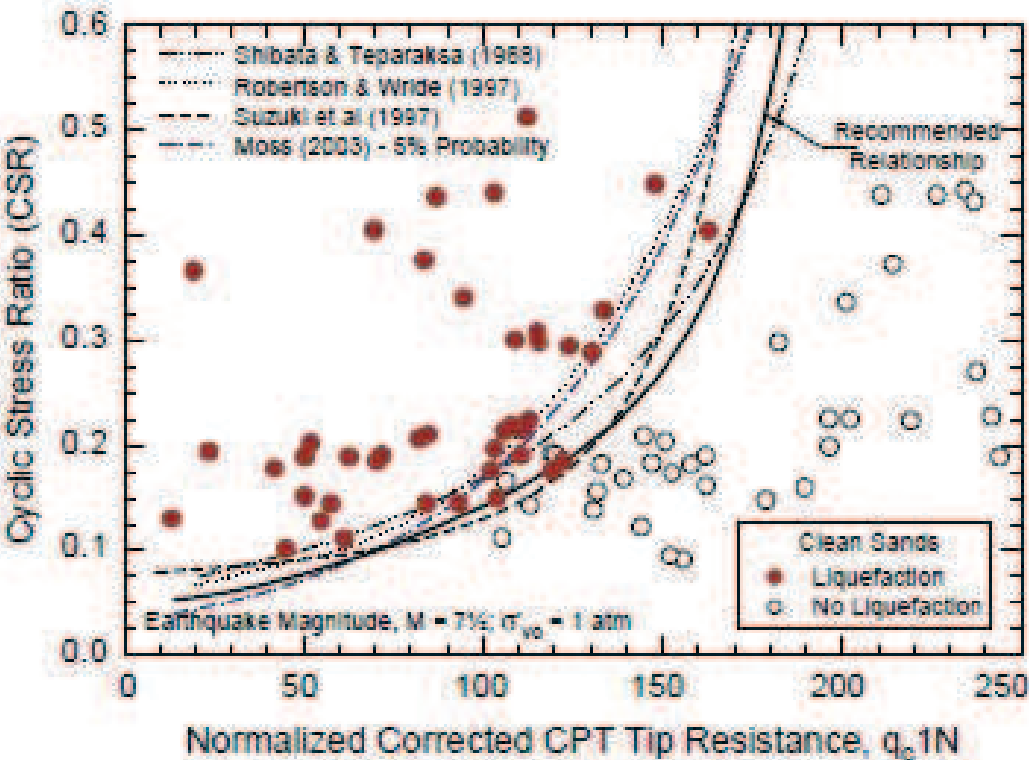 Cyclic Stress Ratio (CSR)
0.6
0.5
0.4
0.3
0.2
0.1
0.0
Shibata & Teparaksa (1988)
Robertson & Wride (1997)
Suzuki et al (1997)
Moss (2003) - 5% Probability
Recommended
Relationship
Clean Sands
Liquefaction
No Liquefaction
Earthquake Magnitude, M = 7½; σ'vo = 1 atm
0 50 100 150 200 250
Normalized Corrected CPT Tip Resistance, qc1N